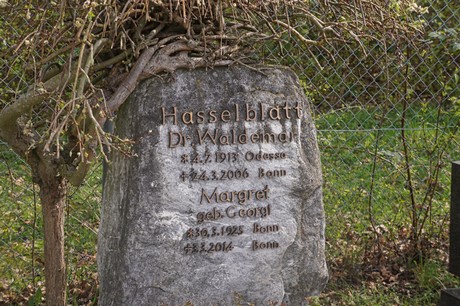 Hasselblatt
Dr. Waldemar
*4.2.1913 Odessa
+24.3.2006 Bonn
Margret
geb. Georgi
*30.3.1925 Bonn
+3.3.2014 Bonn